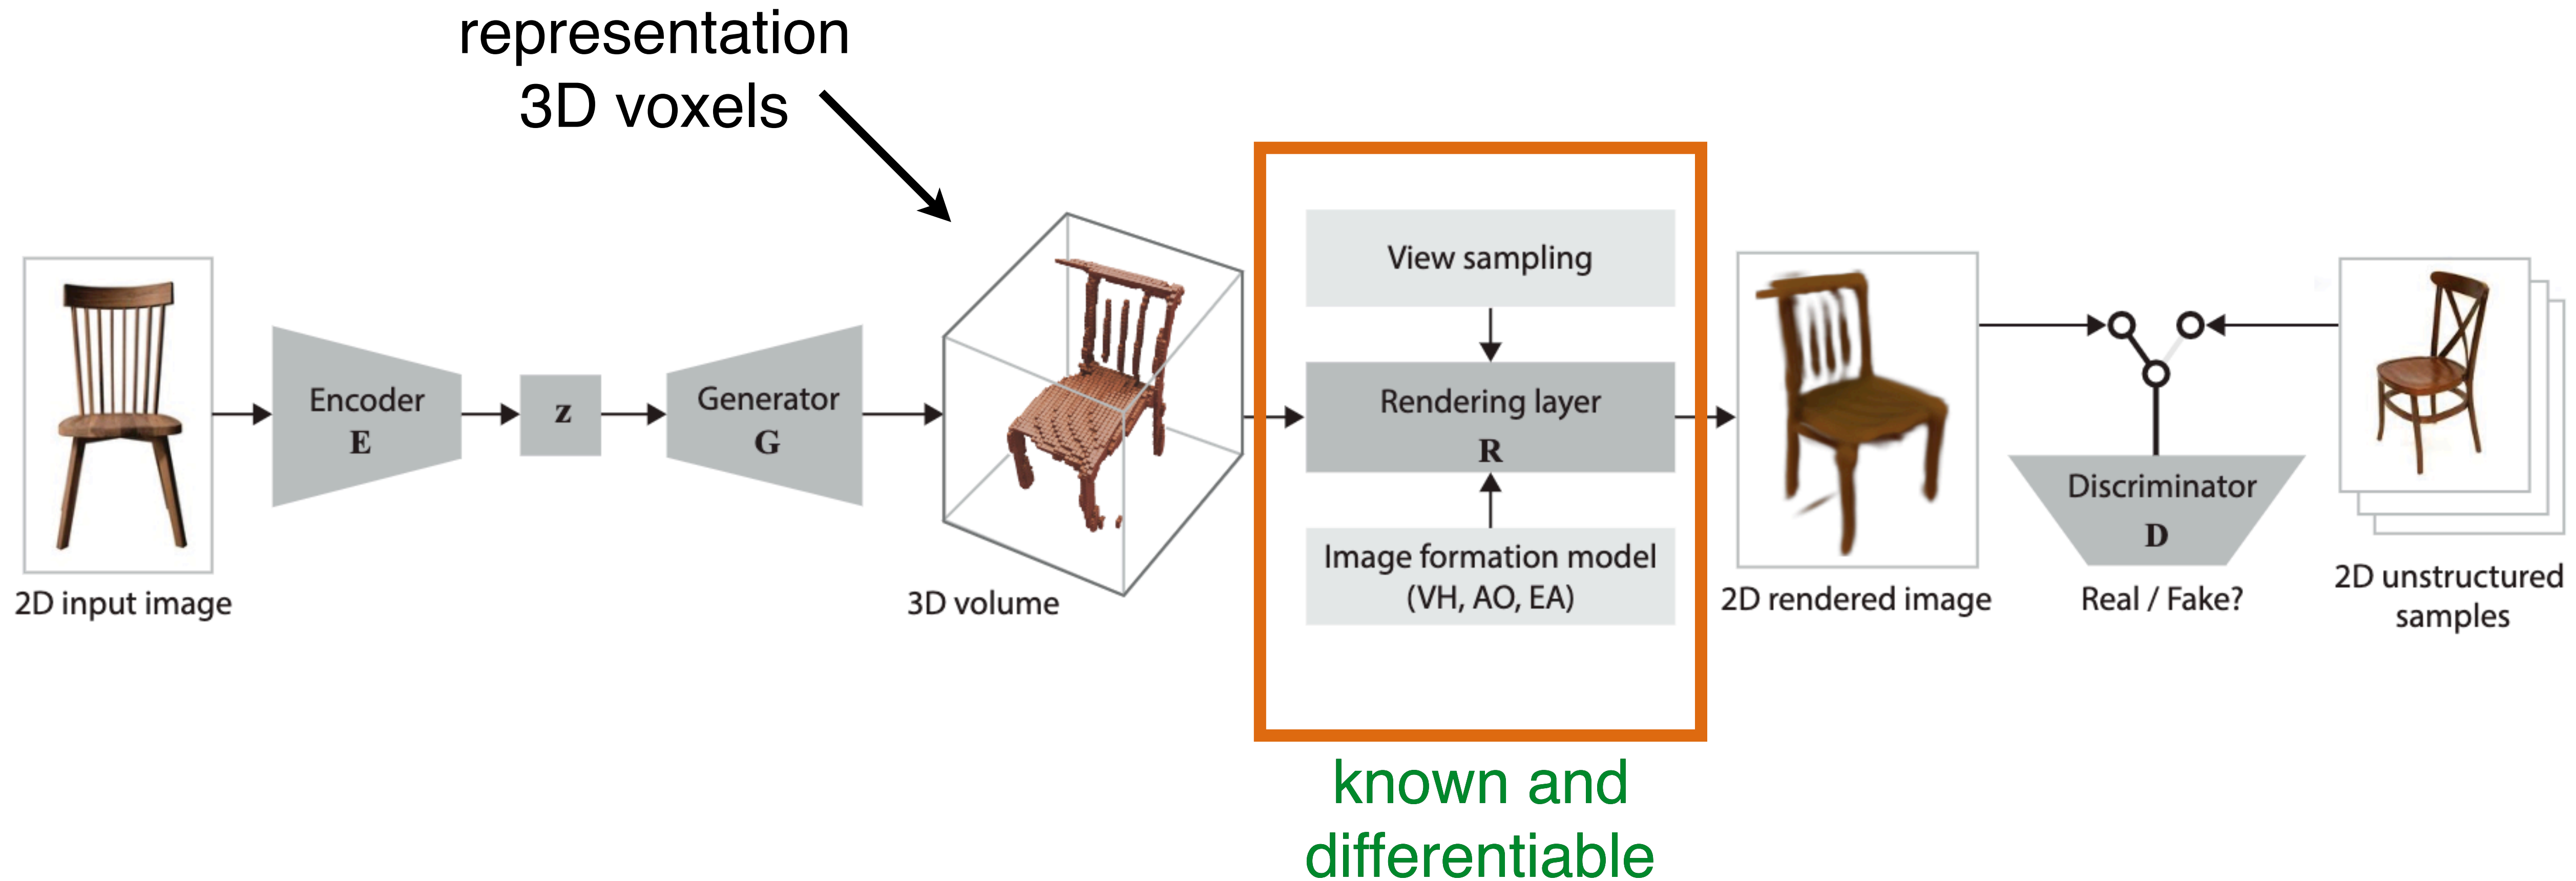 representation
3D voxels
2D input image
Encoder
E
z
Generator
G
3D volume
View sampling
Rendering layer
R
Image formation model
(VH, AO, EA)
known and
differentiable
2D rendered image
Discriminator
D
Real / Fake?
2D unstructured
samples